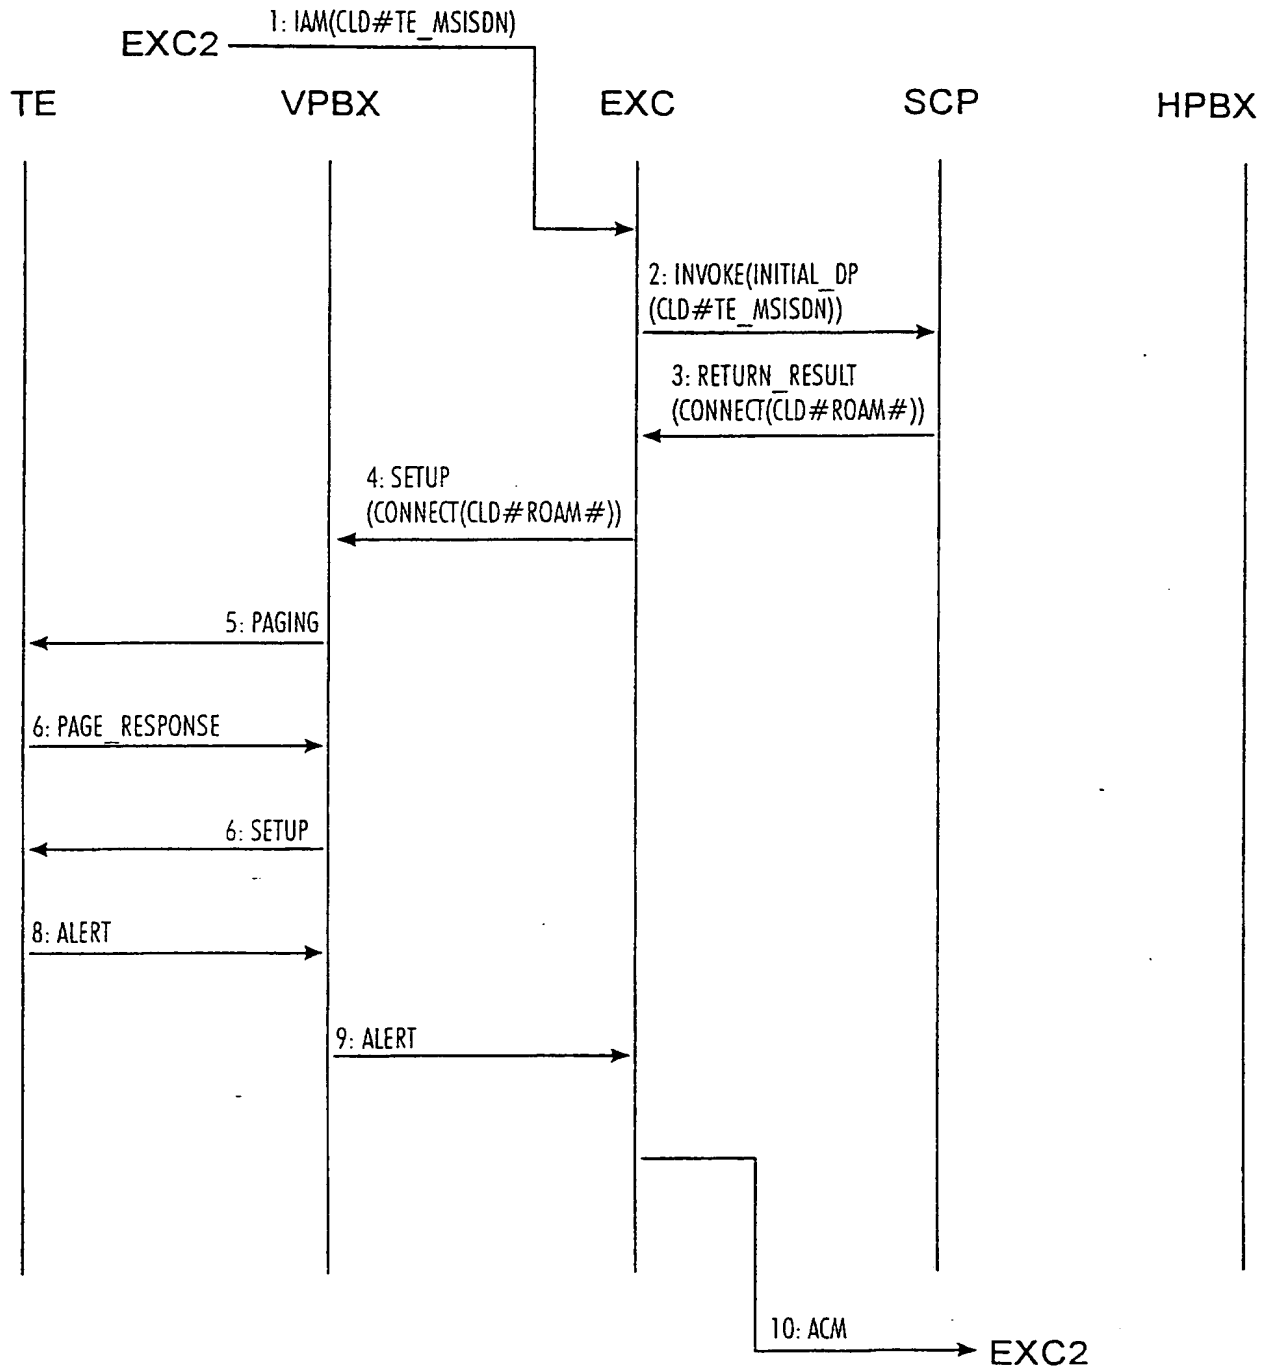 1: IAM(CLD#TE_MSISDN)
EXC2
TE
VPBX
EXC
SCP
HPBX
2: INVOKE(INITIAL_DP
(CLD#TE_MSISDN))
3: RETURN_RESULT
(CONNECT(CLD#ROAM#))
4: SETUP
(CONNECT(CLD#ROAM#))
5: PAGING
6: PAGE_RESPONSE
6: SETUP
8: ALERT
9: ALERT
10: ACM
EXC2